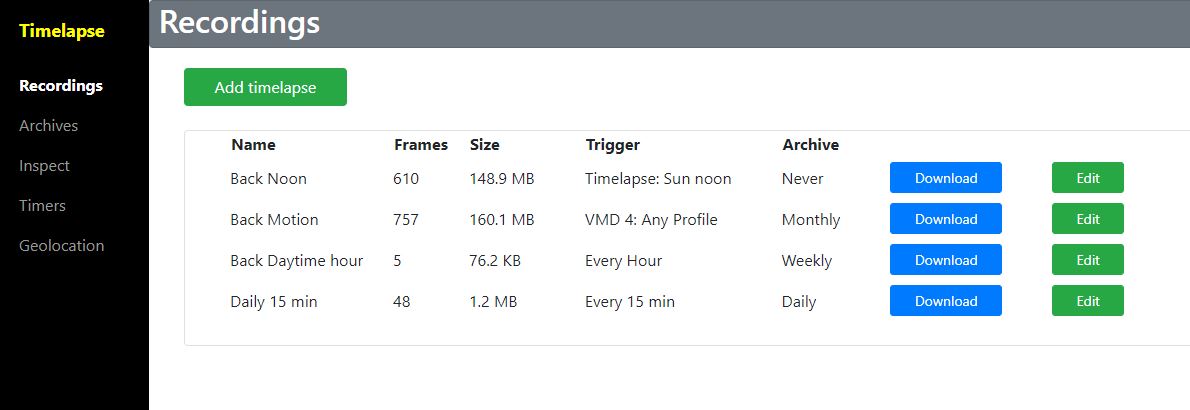 Timelapse
Recordings
Archives
Inspect
Timers
Geolocation
Recordings
Add timelapse
Name Frames Size Trigger Archive
Back Noon 610 148.9 MB Timelapse: Sun noon Never Download Edit
Back Motion 757 160.1 MB VMD 4: Any Profile Monthly Download Edit
Back Daytime hour 5 76.2 KB Every Hour Weekly Download Edit
Daily 15 min 48 1.2 MB Every 15 min Daily Download Edit